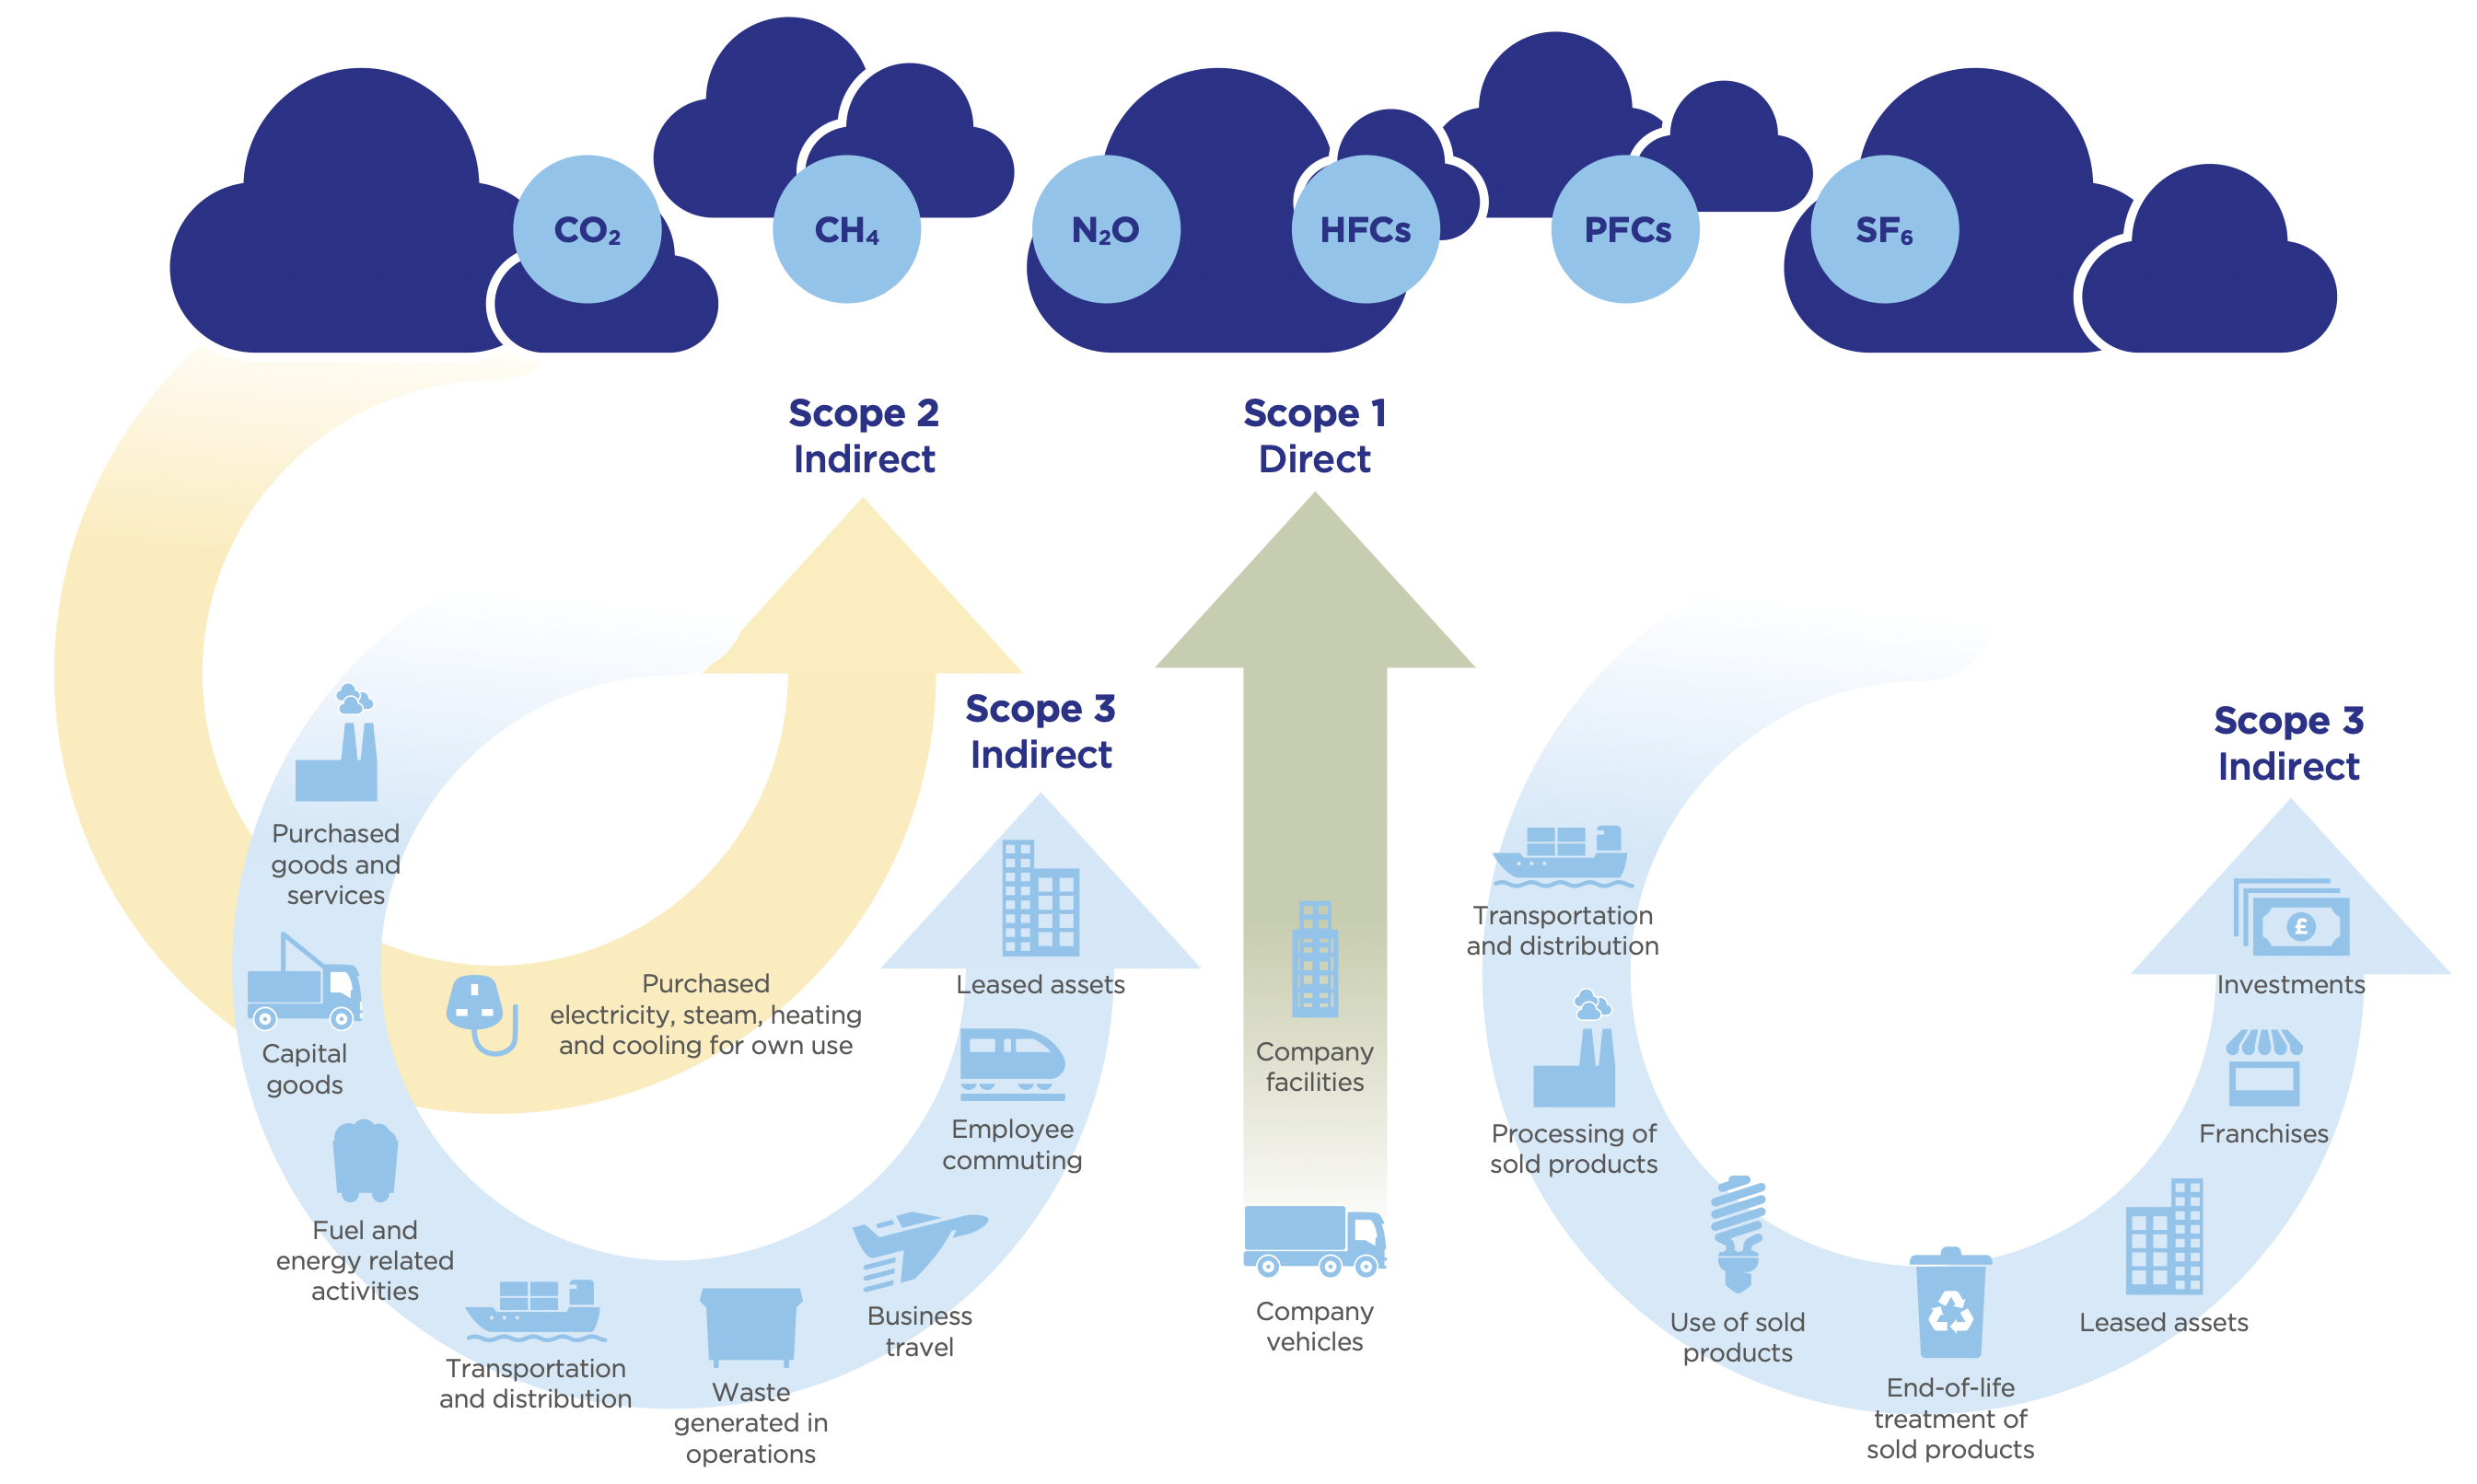 CO₂
CH₄
N₂O
HFCs
PFCs
SF₆
Scope 2
Indirect
Scope 1
Direct
Scope 3
Indirect
Scope 3
Indirect
Purchased
goods and
services
Capital
goods
Fuel and
energy related
activities
Transportation
and distribution
Waste
generated in
operations
Business
travel
Employee
commuting
Leased assets
Purchased
electricity, steam, heating
and cooling for own use
Company
facilities
Company
vehicles
Transportation
and distribution
Processing of
sold products
Use of sold
products
End-of-life
treatment of
sold products
Leased assets
Franchises
£
Investments